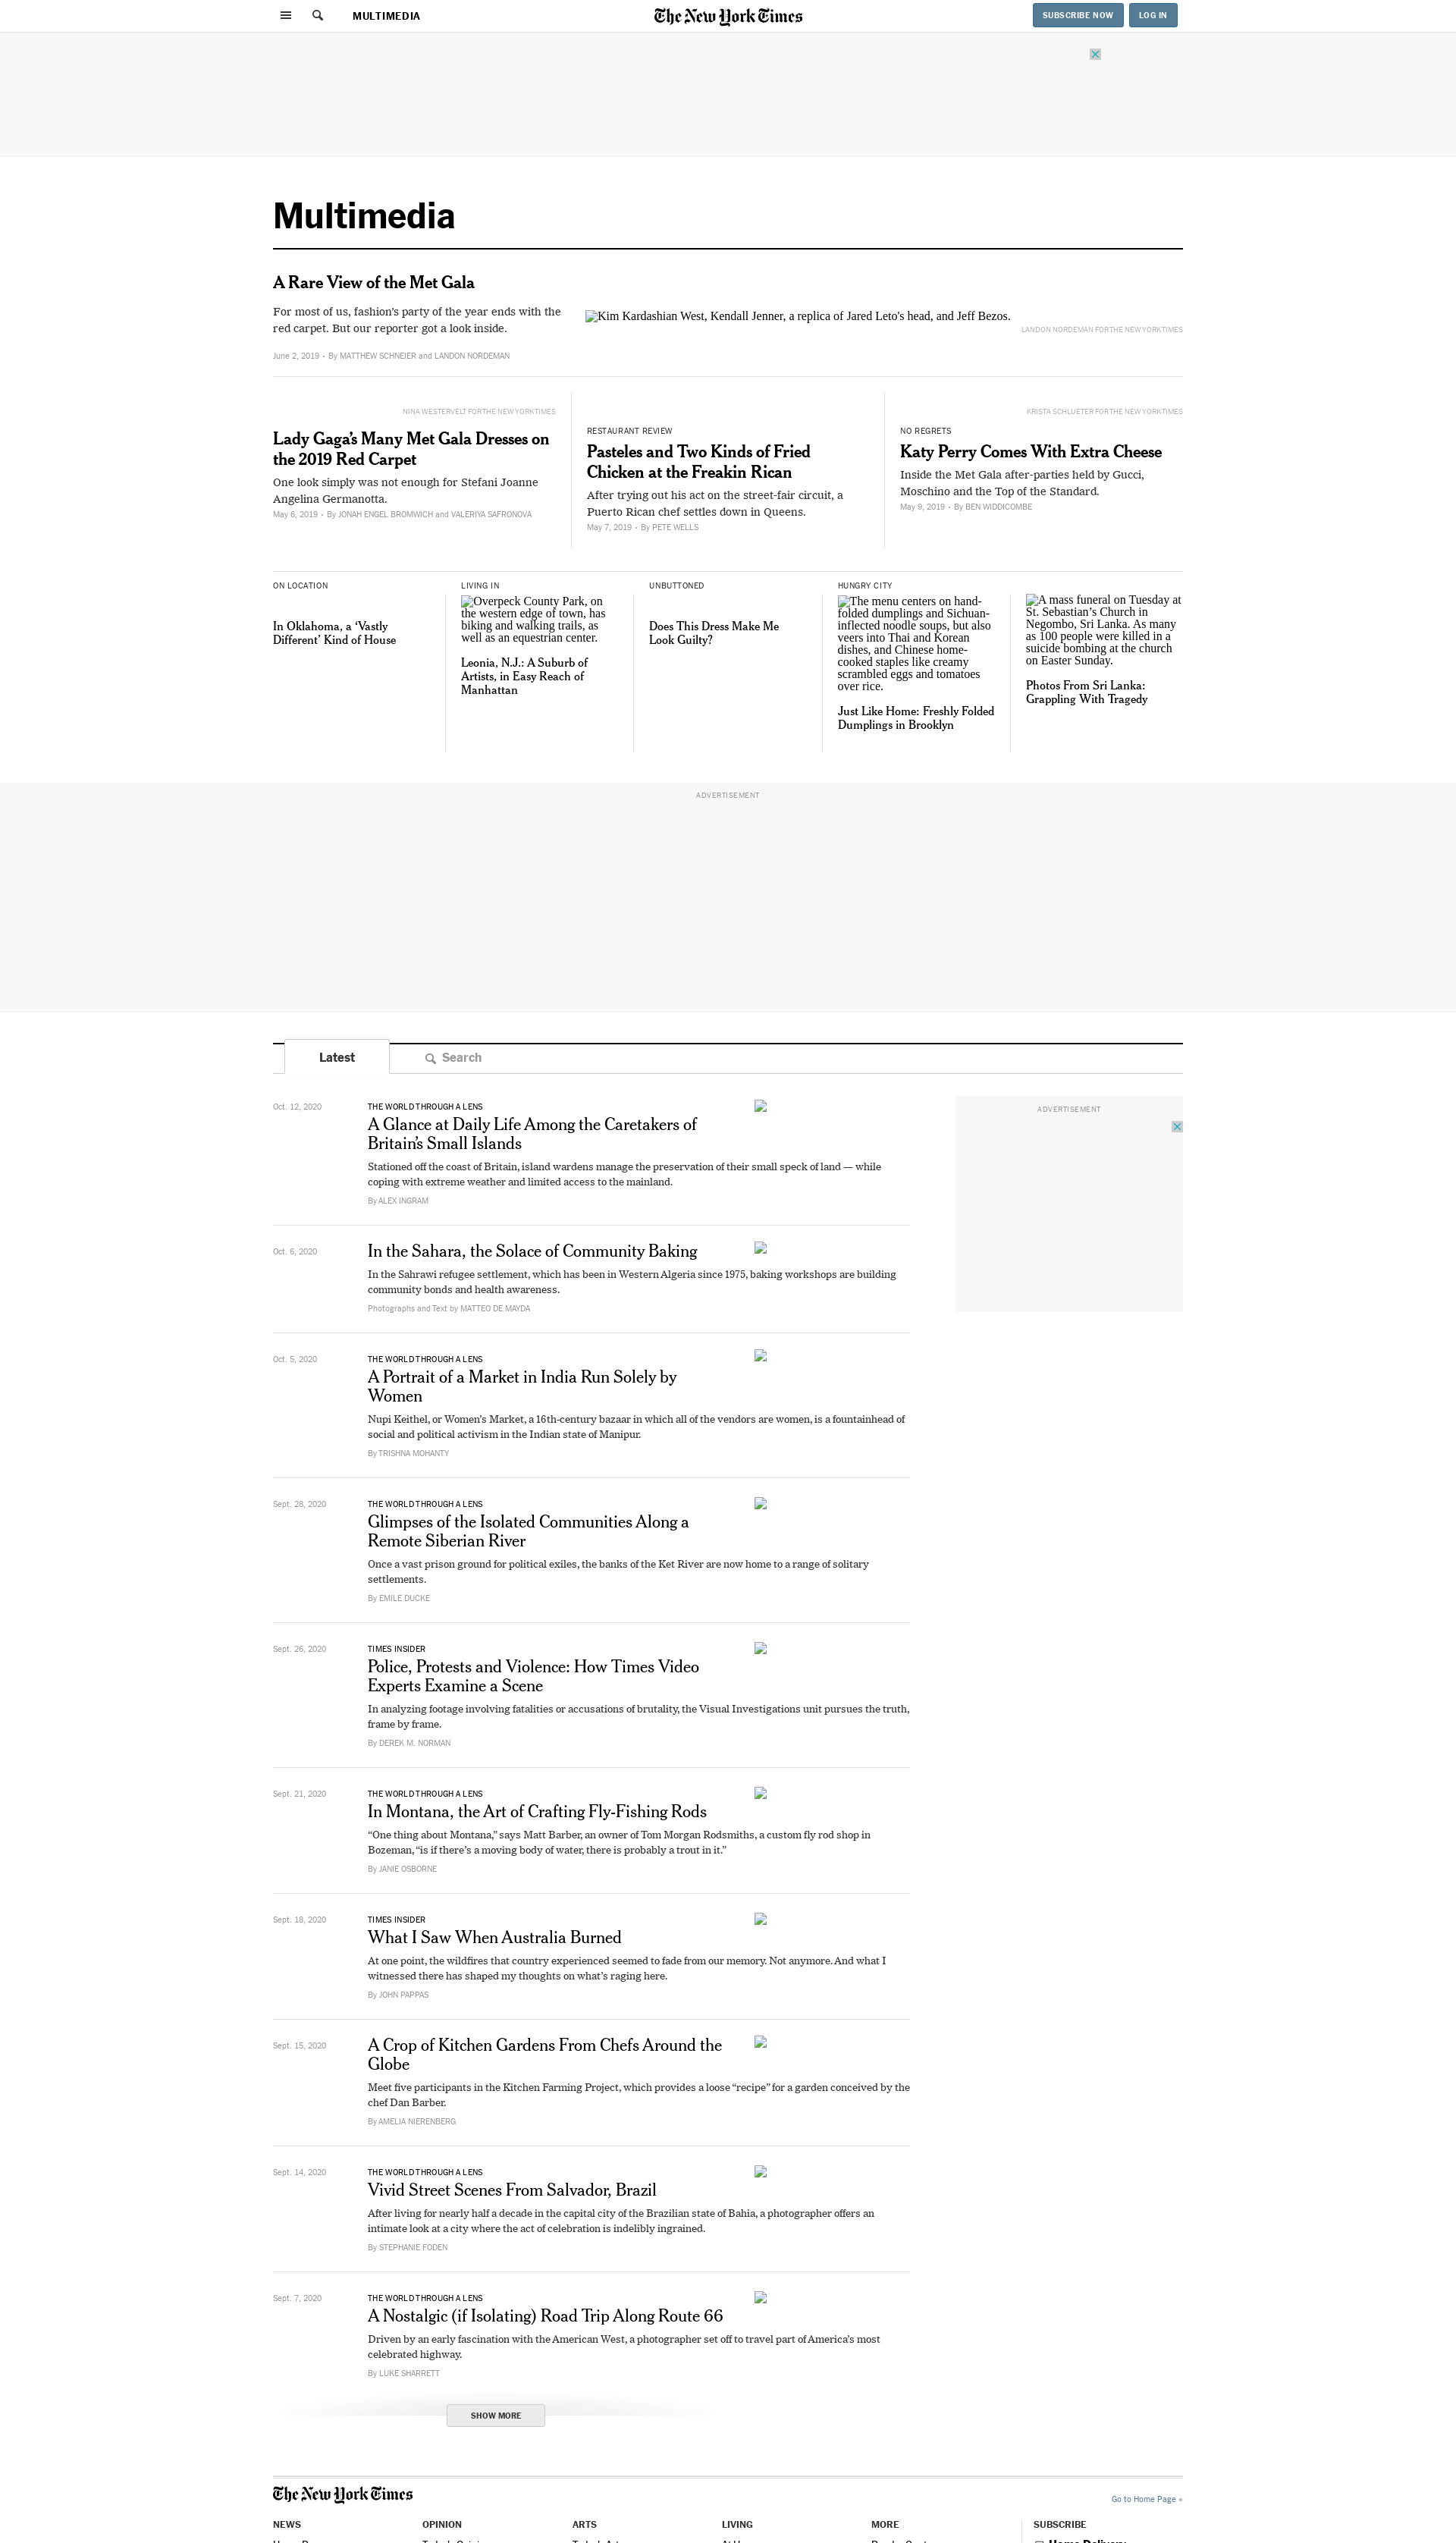 MULTIMEDIA
The New York Times
SUBSCRIBE NOW
LOG IN
Multimedia
A Rare View of the Met Gala
For most of us, fashion's party of the year ends with the
red carpet. But our reporter got a look inside.
June 2, 2019 • By MATTHEW SCHNEIER and LANDON NORDEMAN
Kim Kardashian West, Kendall Jenner, a replica of Jared Leto's head, and Jeff Bezos.
LANDON NORDEMAN FOR THE NEW YORK TIMES
NINA WESTERVELT FOR THE NEW YORK TIMES
Lady Gaga’s Many Met Gala Dresses on
the 2019 Red Carpet
One look simply was not enough for Stefani Joanne
Angelina Germanotta.
May 6, 2019 • By JONAH ENGEL BROMWICH and VALERIYA SAFRONOVA
RESTAURANT REVIEW
Pasteles and Two Kinds of Fried
Chicken at the Freakin Rican
After trying out his act on the street-fair circuit, a
Puerto Rican chef settles down in Queens.
May 7, 2019 • By PETE WELLS
KRISTA SCHLUETER FOR THE NEW YORK TIMES
NO REGRETS
Katy Perry Comes With Extra Cheese
Inside the Met Gala after-parties held by Gucci,
Moschino and the Top of the Standard.
May 9, 2019 • By BEN WIDDICOMBE
ON LOCATION
In Oklahoma, a ‘Vastly
Different’ Kind of House
LIVING IN
Overpeck County Park, on
the western edge of town, has
biking and walking trails, as
well as an equestrian center.
Leonia, N.J.: A Suburb of
Artists, in Easy Reach of
Manhattan
UNBUTTONED
Does This Dress Make Me
Look Guilty?
HUNGRY CITY
The menu centers on hand-
folded dumplings and Sichuan-
inflected noodle soups, but also
veers into Thai and Korean
dishes, and Chinese home-
cooked staples like creamy
scrambled eggs and tomatoes
over rice.
Just Like Home: Freshly Folded
Dumplings in Brooklyn
A mass funeral on Tuesday at
St. Sebastian’s Church in
Negombo, Sri Lanka. As many
as 100 people were killed in a
suicide bombing at the church
on Easter Sunday.
Photos From Sri Lanka:
Grappling With Tragedy
ADVERTISEMENT
Latest
Search
Oct. 12, 2020
THE WORLD THROUGH A LENS
A Glance at Daily Life Among the Caretakers of
Britain’s Small Islands
Stationed off the coast of Britain, island wardens manage the preservation of their small speck of land — while
coping with extreme weather and limited access to the mainland.
By ALEX INGRAM
ADVERTISEMENT
Oct. 6, 2020
In the Sahara, the Solace of Community Baking
In the Sahrawi refugee settlement, which has been in Western Algeria since 1975, baking workshops are building
community bonds and health awareness.
Photographs and Text by MATTEO DE MAYDA
Oct. 5, 2020
THE WORLD THROUGH A LENS
A Portrait of a Market in India Run Solely by
Women
Nupi Keithel, or Women’s Market, a 16th-century bazaar in which all of the vendors are women, is a fountainhead of
social and political activism in the Indian state of Manipur.
By TRISHNA MOHANTY
Sept. 28, 2020
THE WORLD THROUGH A LENS
Glimpses of the Isolated Communities Along a
Remote Siberian River
Once a vast prison ground for political exiles, the banks of the Ket River are now home to a range of solitary
settlements.
By EMILE DUCKE
Sept. 26, 2020
TIMES INSIDER
Police, Protests and Violence: How Times Video
Experts Examine a Scene
In analyzing footage involving fatalities or accusations of brutality, the Visual Investigations unit pursues the truth,
frame by frame.
By DEREK M. NORMAN
Sept. 21, 2020
THE WORLD THROUGH A LENS
In Montana, the Art of Crafting Fly-Fishing Rods
“One thing about Montana,” says Matt Barber, an owner of Tom Morgan Rodsmiths, a custom fly rod shop in
Bozeman, “is if there’s a moving body of water, there is probably a trout in it.”
By JANIE OSBORNE
Sept. 18, 2020
TIMES INSIDER
What I Saw When Australia Burned
At one point, the wildfires that country experienced seemed to fade from our memory. Not anymore. And what I
witnessed there has shaped my thoughts on what’s raging here.
By JOHN PAPPAS
Sept. 15, 2020
A Crop of Kitchen Gardens From Chefs Around the
Globe
Meet five participants in the Kitchen Farming Project, which provides a loose “recipe” for a garden conceived by the
chef Dan Barber.
By AMELIA NIERENBERG
Sept. 14, 2020
THE WORLD THROUGH A LENS
Vivid Street Scenes From Salvador, Brazil
After living for nearly half a decade in the capital city of the Brazilian state of Bahia, a photographer offers an
intimate look at a city where the act of celebration is indelibly ingrained.
By STEPHANIE FODEN
Sept. 7, 2020
THE WORLD THROUGH A LENS
A Nostalgic (if Isolating) Road Trip Along Route 66
Driven by an early fascination with the American West, a photographer set off to travel part of America’s most
celebrated highway.
By LUKE SHARRETT
SHOW MORE
The New York Times
Go to Home Page »
NEWS
OPINION
ARTS
LIVING
MORE
SUBSCRIBE